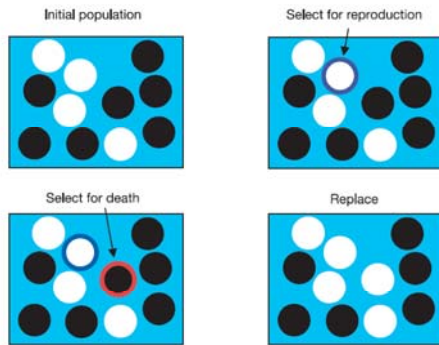 Initial population
Select for reproduction
Select for death
Replace